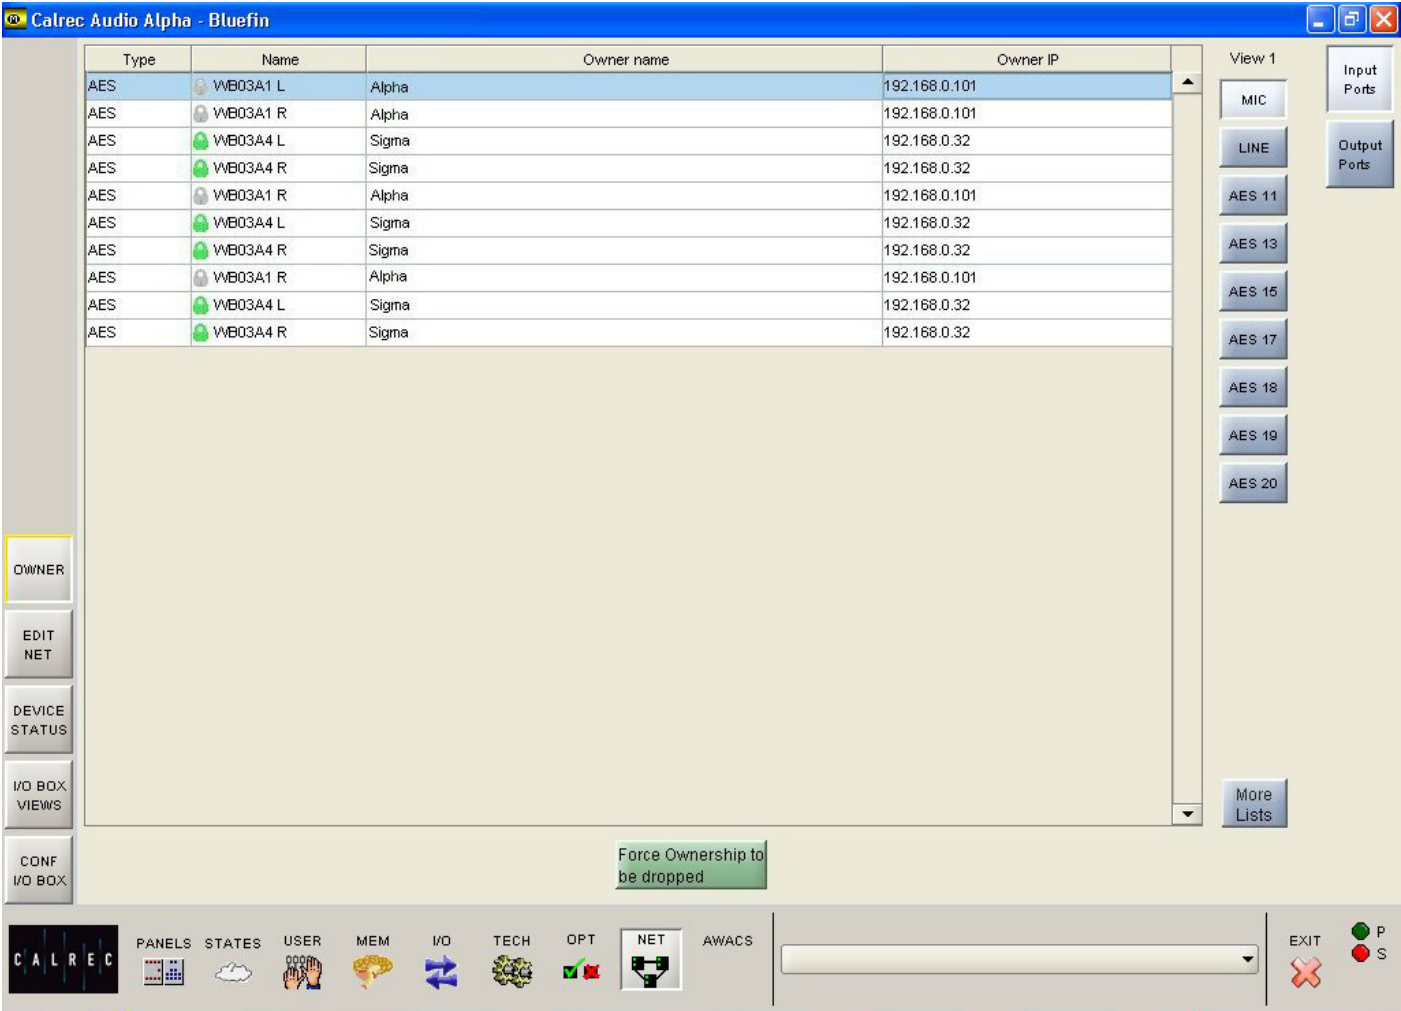 Calrec Audio Alpha - Bluefin
Type Name Owner name Owner IP
AES WB03A1 L Alpha 192.168.0.101
AES WB03A1 R Alpha 192.168.0.101
AES WB03A4 L Sigma 192.168.0.32
AES WB03A4 R Sigma 192.168.0.32
AES WB03A1 R Alpha 192.168.0.101
AES WB03A4 L Sigma 192.168.0.32
AES WB03A4 R Sigma 192.168.0.32
AES WB03A1 R Alpha 192.168.0.101
AES WB03A4 L Sigma 192.168.0.32
AES WB03A4 R Sigma 192.168.0.32
View 1
MIC
LINE
AES 11
AES 13
AES 15
AES 17
AES 18
AES 19
AES 20
More
Lists
Input
Ports
Output
Ports
OWNER
EDIT
NET
DEVICE
STATUS
I/O BOX
VIEWS
CONF
I/O BOX
Force Ownership to
be dropped
CALREC
PANELS STATES USER MEM I/O TECH OPT NET AWACS
EXIT
P
S